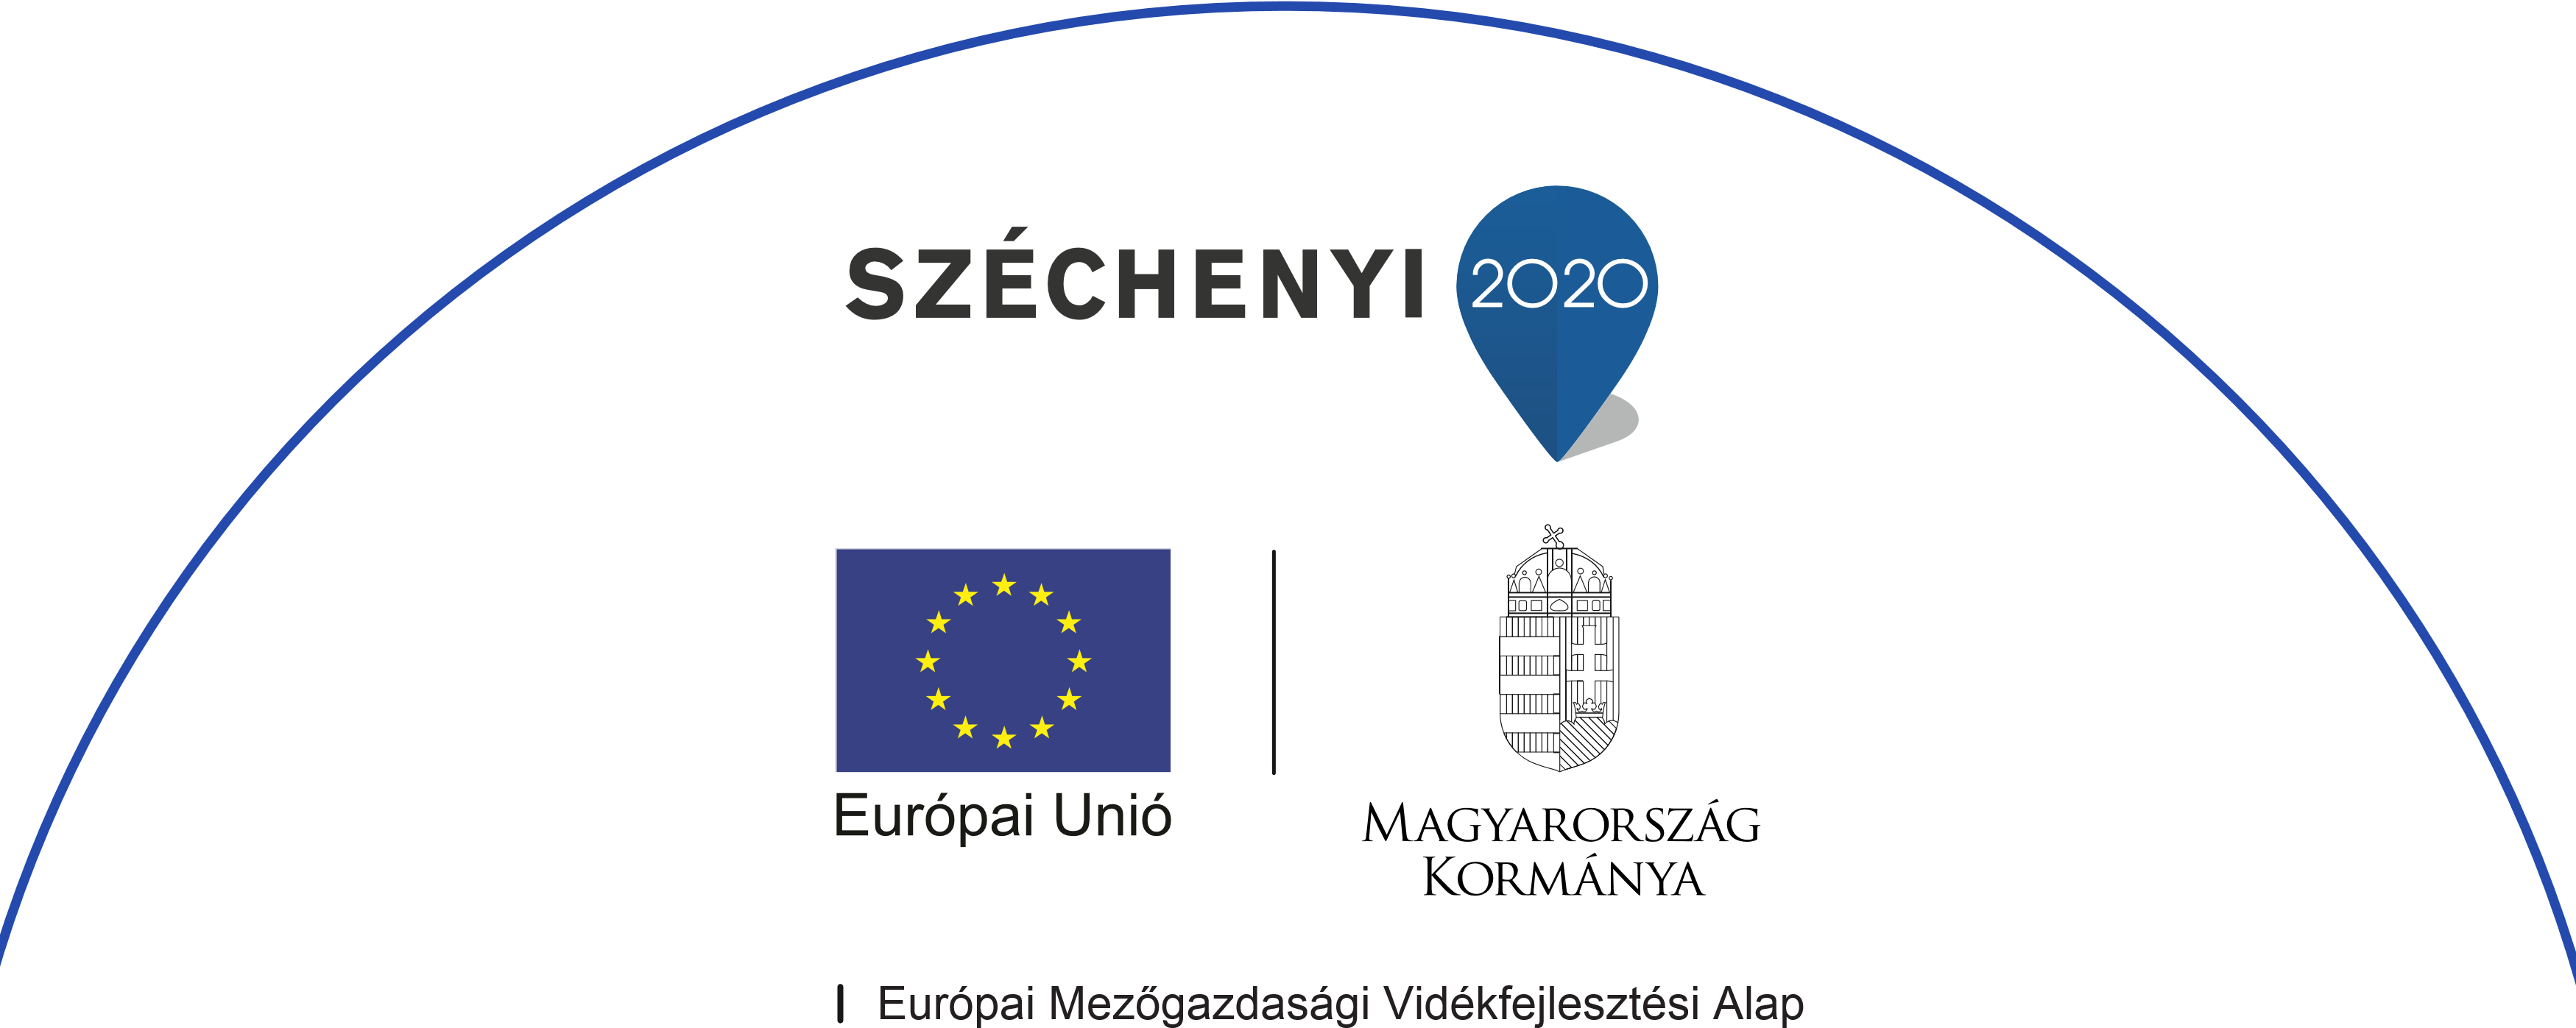 SZÉCHENYI 2020
Európai Unió
MAGYARORSZÁG
KORMÁNYA
Európai Mezőgazdasági Vidékfejlesztési Alap